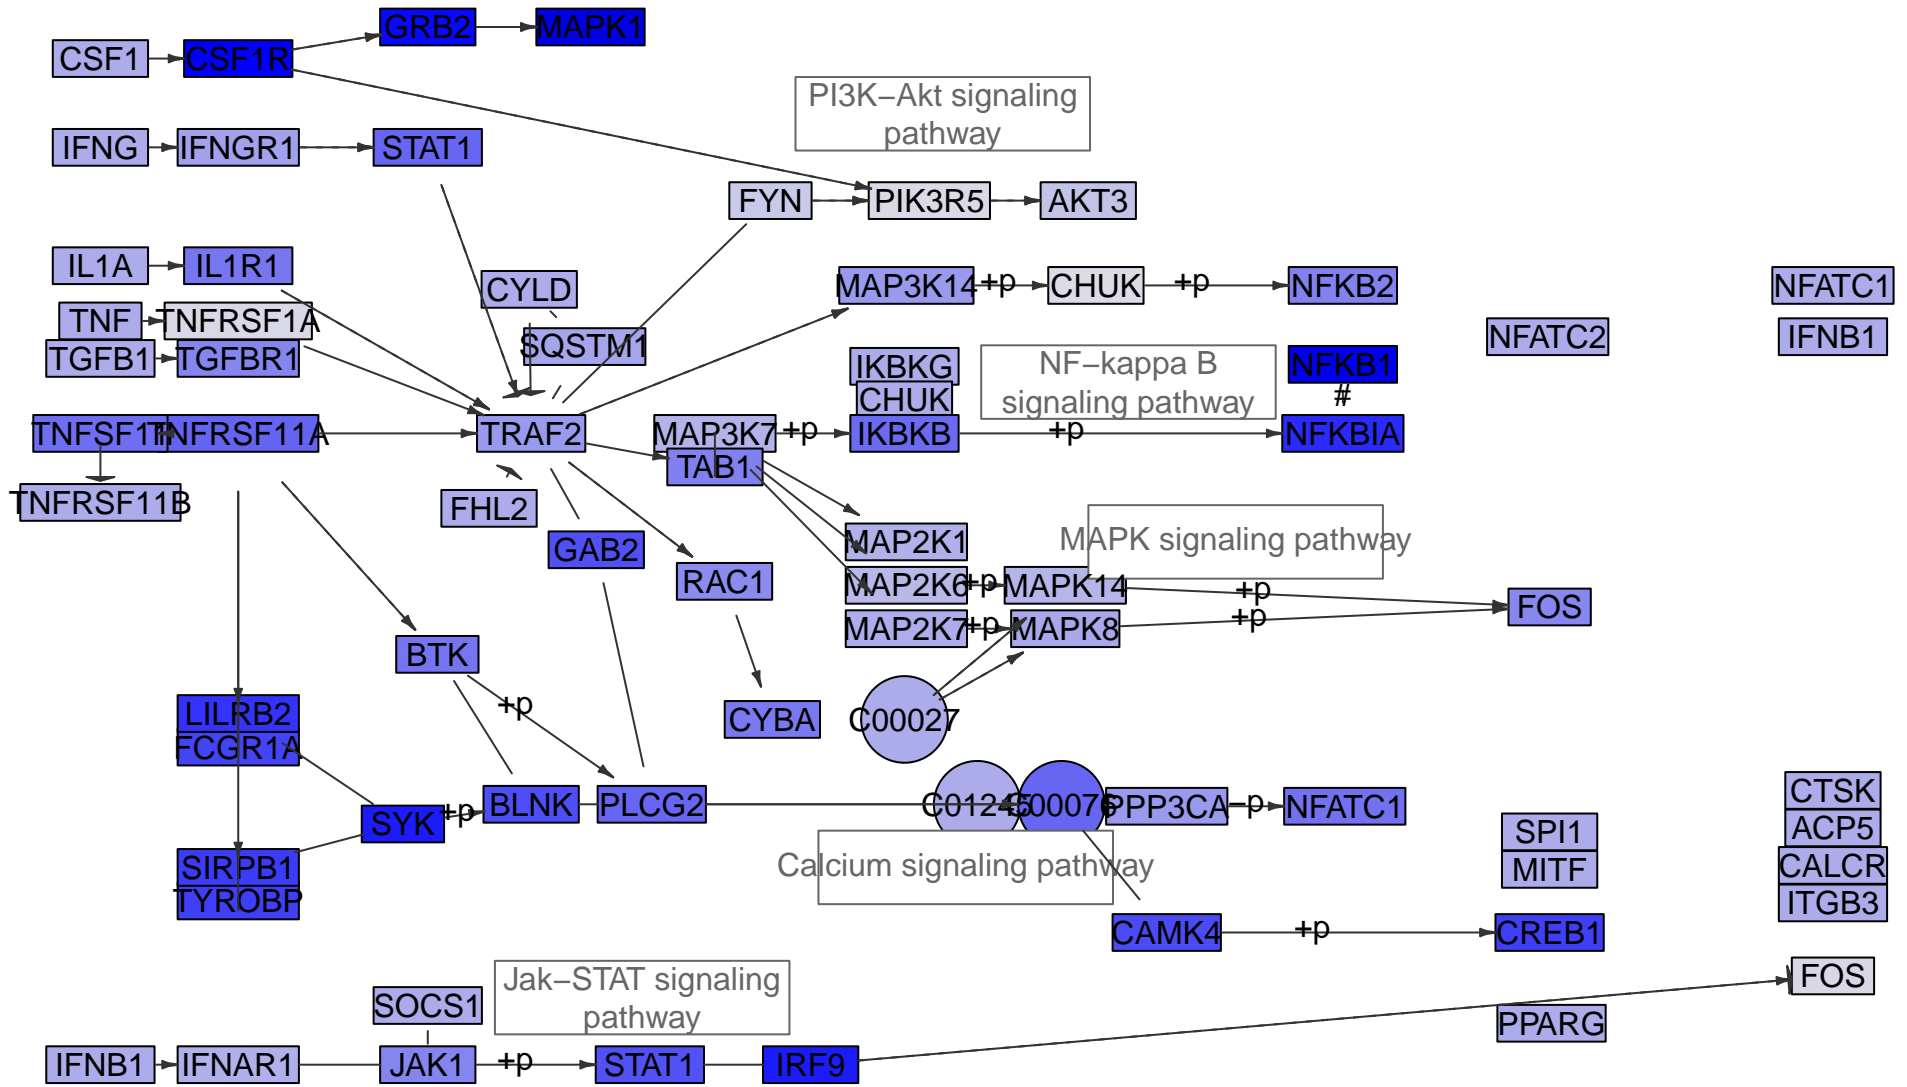 GRB2
MAPK1
CSF1
CSF1R
PI3K−Akt signaling
pathway
IFNG
IFNGR1
STAT1
FYN
PIK3R5
AKT3
IL1A
IL1R1
CYLD
MAP3K14
+p
CHUK
+p
NFKB2
NFATC1
TNF
TNFRSF1A
SQSTM1
NFATC2
IFNB1
TGFB1
TGFBR1
IKBKG
NF−kappa B
signaling pathway
NFKB1
#
CHUK
TNFRSF11A
TRAF2
MAP3K7
+p
IKBKB
+p
NFKBIA
TAB1
TNFRSF11B
FHL2
GAB2
MAP2K1
MAPK signaling pathway
RAC1
MAP2K6
+p
MAPK14
+p
FOS
MAP2K7
+p
MAPK8
+p
BTK
+p
LILRB2
CYBA
C00027
FCGR1A
SYK
+p
BLNK
PLCG2
C01245
C00076
PPP3CA
−p
NFATC1
CTSK
SPI1
ACP5
SIRPB1
Calcium signaling pathway
MITF
CALCR
TYROBP
ITGB3
CAMK4
+p
CREB1
Jak−STAT signaling
pathway
FOS
SOCS1
PPARG
IFNB1
IFNAR1
JAK1
+p
STAT1
IRF9